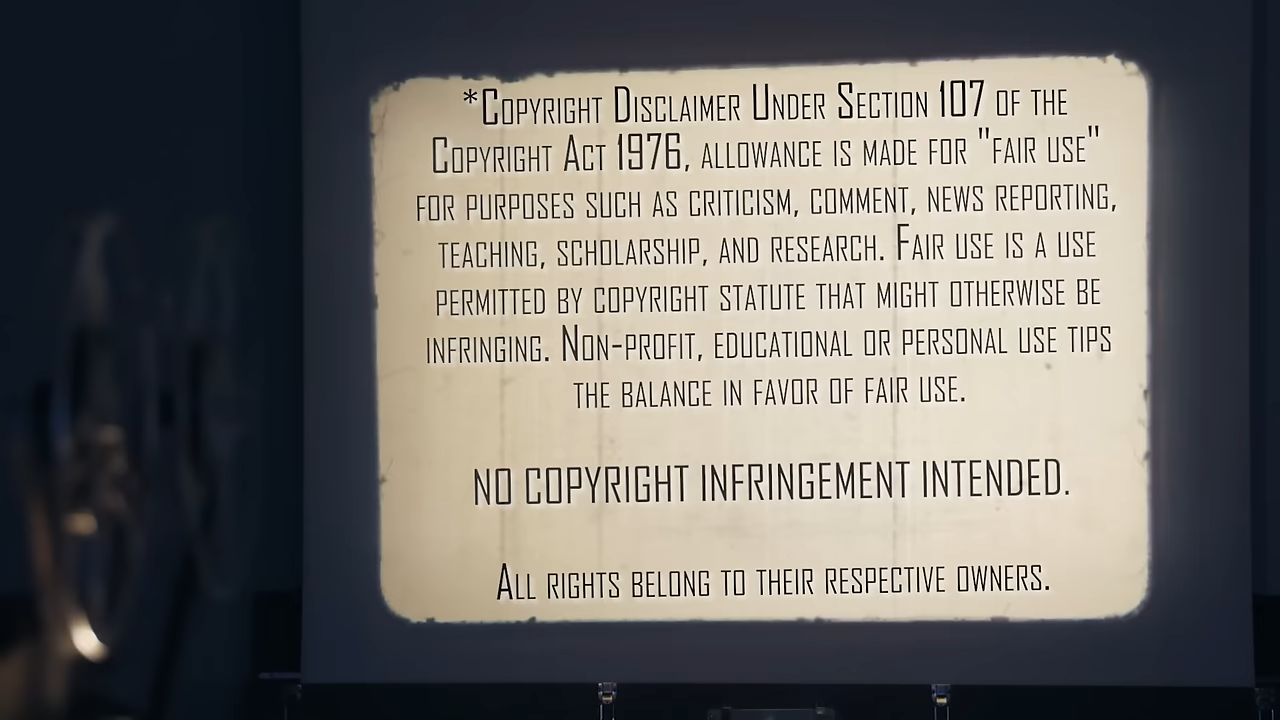 *Copyright Disclaimer Under Section 107 of the
Copyright Act 1976, allowance is made for "fair use"
for purposes such as criticism, comment, news reporting,
teaching, scholarship, and research. Fair use is a use
permitted by copyright statute that might otherwise be
infringing. Non-profit, educational or personal use tips
the balance in favor of fair use.
NO COPYRIGHT INFRINGEMENT INTENDED.
All rights belong to their respective owners.